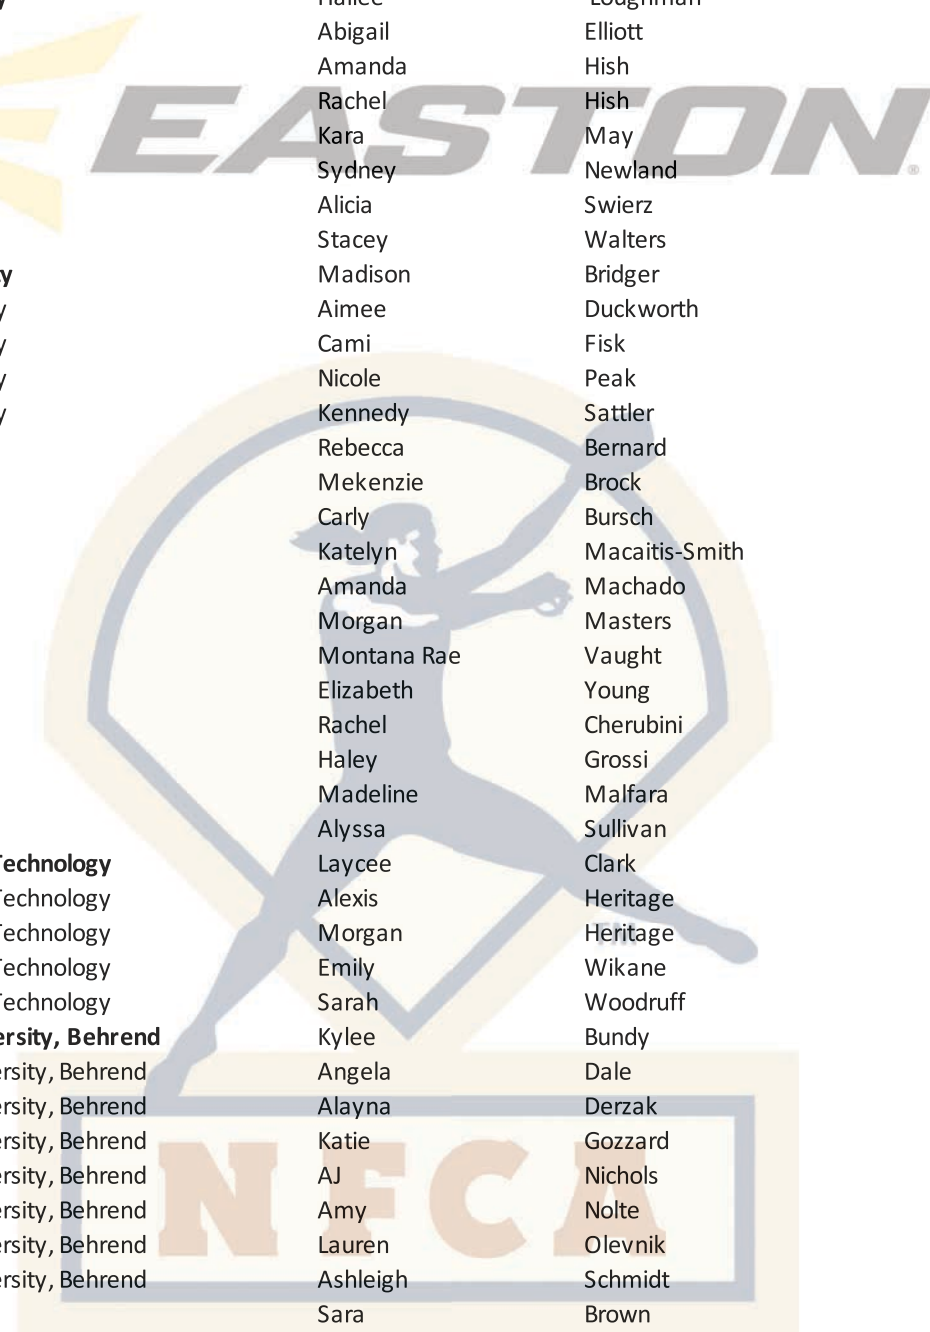 Hallee Loughman
Abigail Elliott
Amanda Hish
EASTON®
Rachel Hish
Kara May
Sydney Newland
Alicia Swierz
Stacey Walters
ty Madison Bridger
y Aimee Duckworth
y Cami Fisk
y Nicole Peak
y Kennedy Sattler
Rebecca Bernard
Mekenzie Brock
Carly Bursch
Katelyn Macaitis-Smith
Amanda Machado
Morgan Masters
Montana Rae Vaught
Elizabeth Young
Rachel Cherubini
Haley Grossi
Madeline Malfara
Alyssa Sullivan
Technology Laycee Clark
Technology Alexis Heritage
Technology Morgan Heritage
TM
Technology Emily Wikane
Technology Sarah Woodruff
ersity, Behrend Kylee Bundy
ersity, Behrend Angela Dale
ersity, Behrend Alayna Derzak
ersity, Behrend Katie Gozzard
ersity, Behrend AJ Nichols
NFCA
ersity, Behrend Amy Nolte
ersity, Behrend Lauren Olevnik
ersity, Behrend Ashleigh Schmidt
Sara Brown